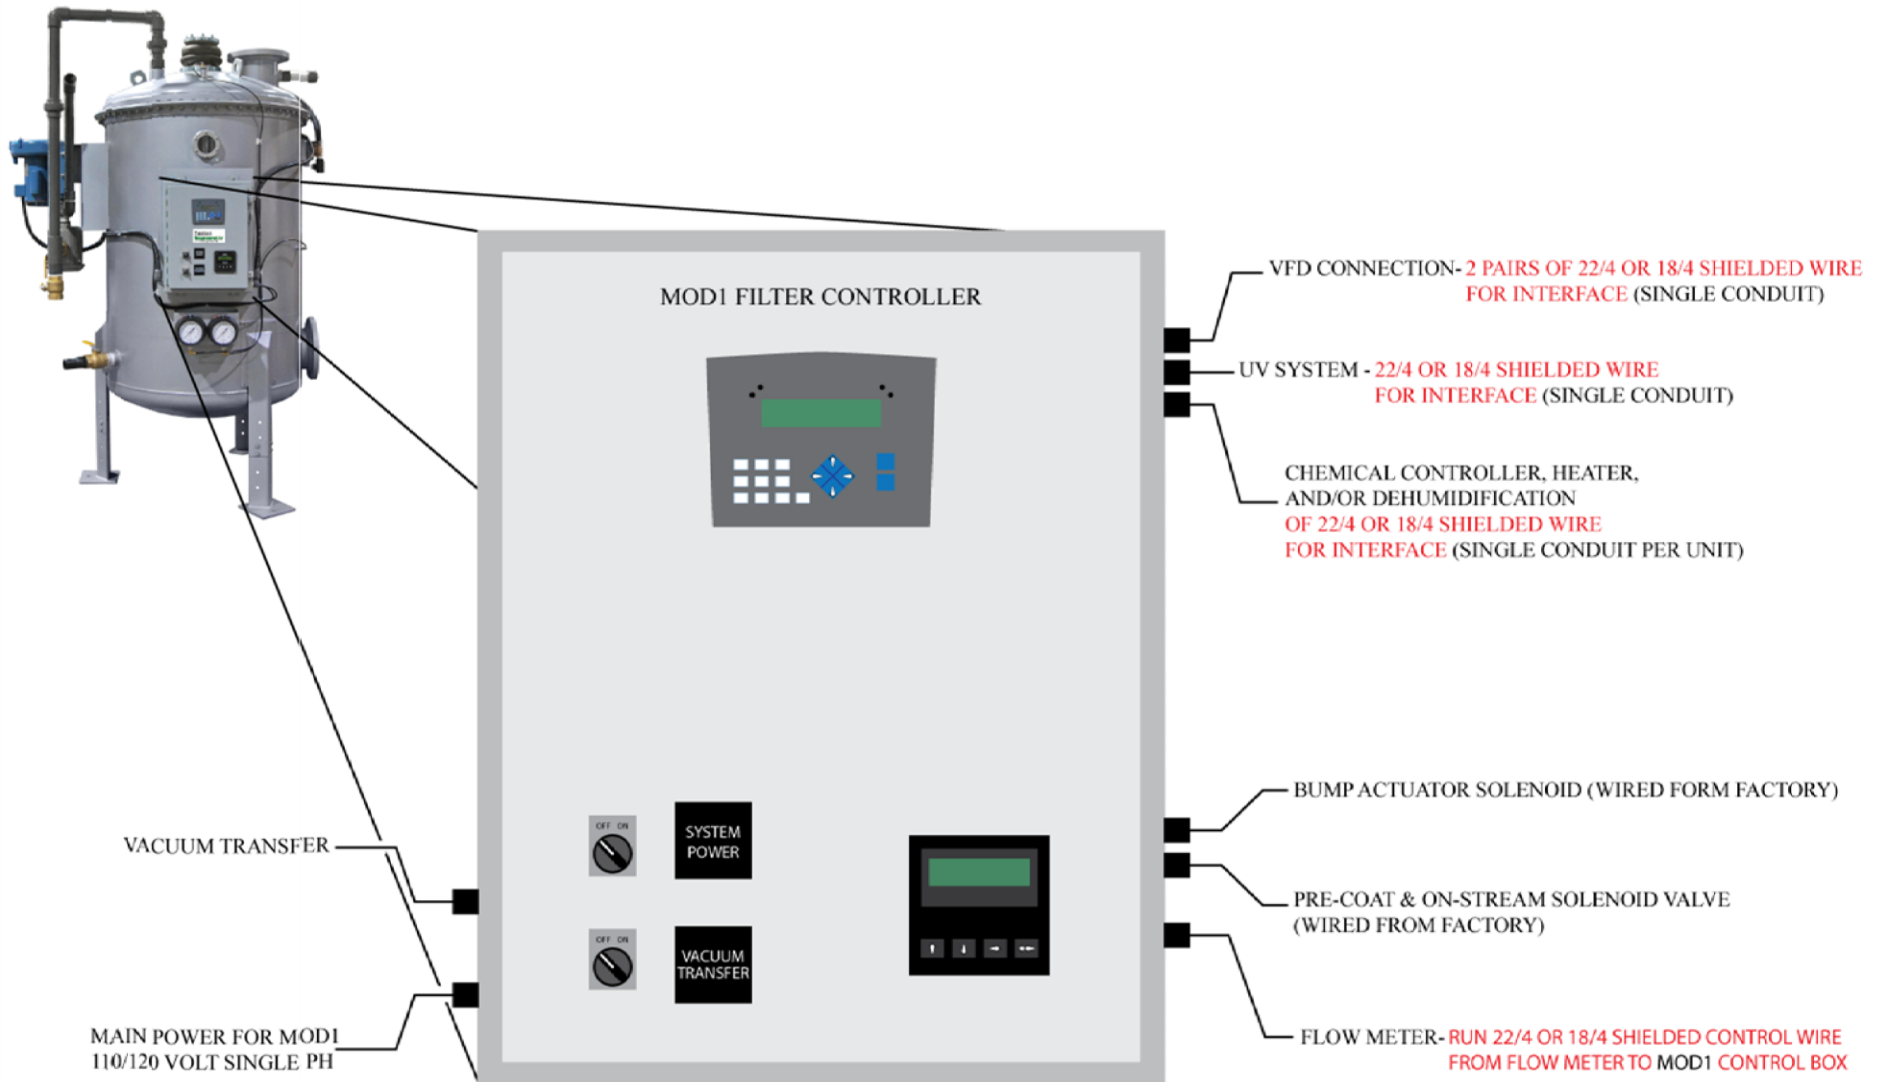 MOD1 FILTER CONTROLLER
VFD CONNECTION- 2 PAIRS OF 22/4 OR 18/4 SHIELDED WIRE
FOR INTERFACE (SINGLE CONDUIT)
UV SYSTEM - 22/4 OR 18/4 SHIELDED WIRE
FOR INTERFACE (SINGLE CONDUIT)
CHEMICAL CONTROLLER, HEATER,
AND/OR DEHUMIDIFICATION
OF 22/4 OR 18/4 SHIELDED WIRE
FOR INTERFACE (SINGLE CONDUIT PER UNIT)
BUMP ACTUATOR SOLENOID (WIRED FORM FACTORY)
PRE-COAT & ON-STREAM SOLENOID VALVE
(WIRED FROM FACTORY)
FLOW METER- RUN 22/4 OR 18/4 SHIELDED CONTROL WIRE
FROM FLOW METER TO MOD1 CONTROL BOX
OFF ON
SYSTEM
POWER
OFF ON
VACUUM
TRANSFER
VACUUM TRANSFER
MAIN POWER FOR MOD1
110/120 VOLT SINGLE PH